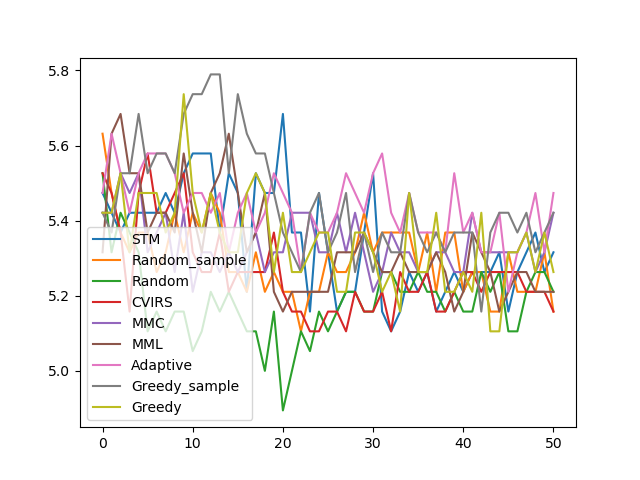 5.8
5.6
5.4
5.2
5.0
STM
Random_sample
Random
CVIRS
MMC
MML
Adaptive
Greedy_sample
Greedy
0
10
20
30
40
50